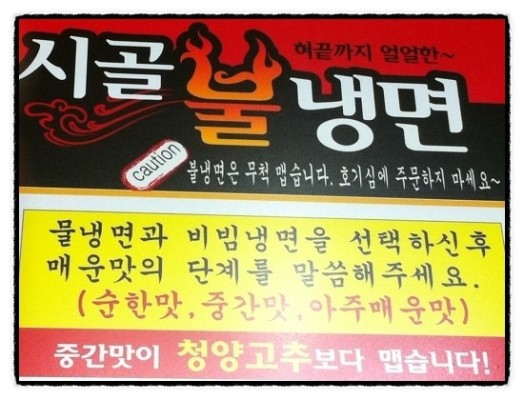 혀끝까지 얼얼한~
시골 불냉면
caution
불냉면은 무척 맵습니다. 호기심에 주문하지 마세요~
물냉면과 비빔냉면을 선택하신후
매운맛의 단계를 말씀해주세요.
(순한맛, 중간맛, 아주매운맛)
중간맛이 청양고추보다 맵습니다!